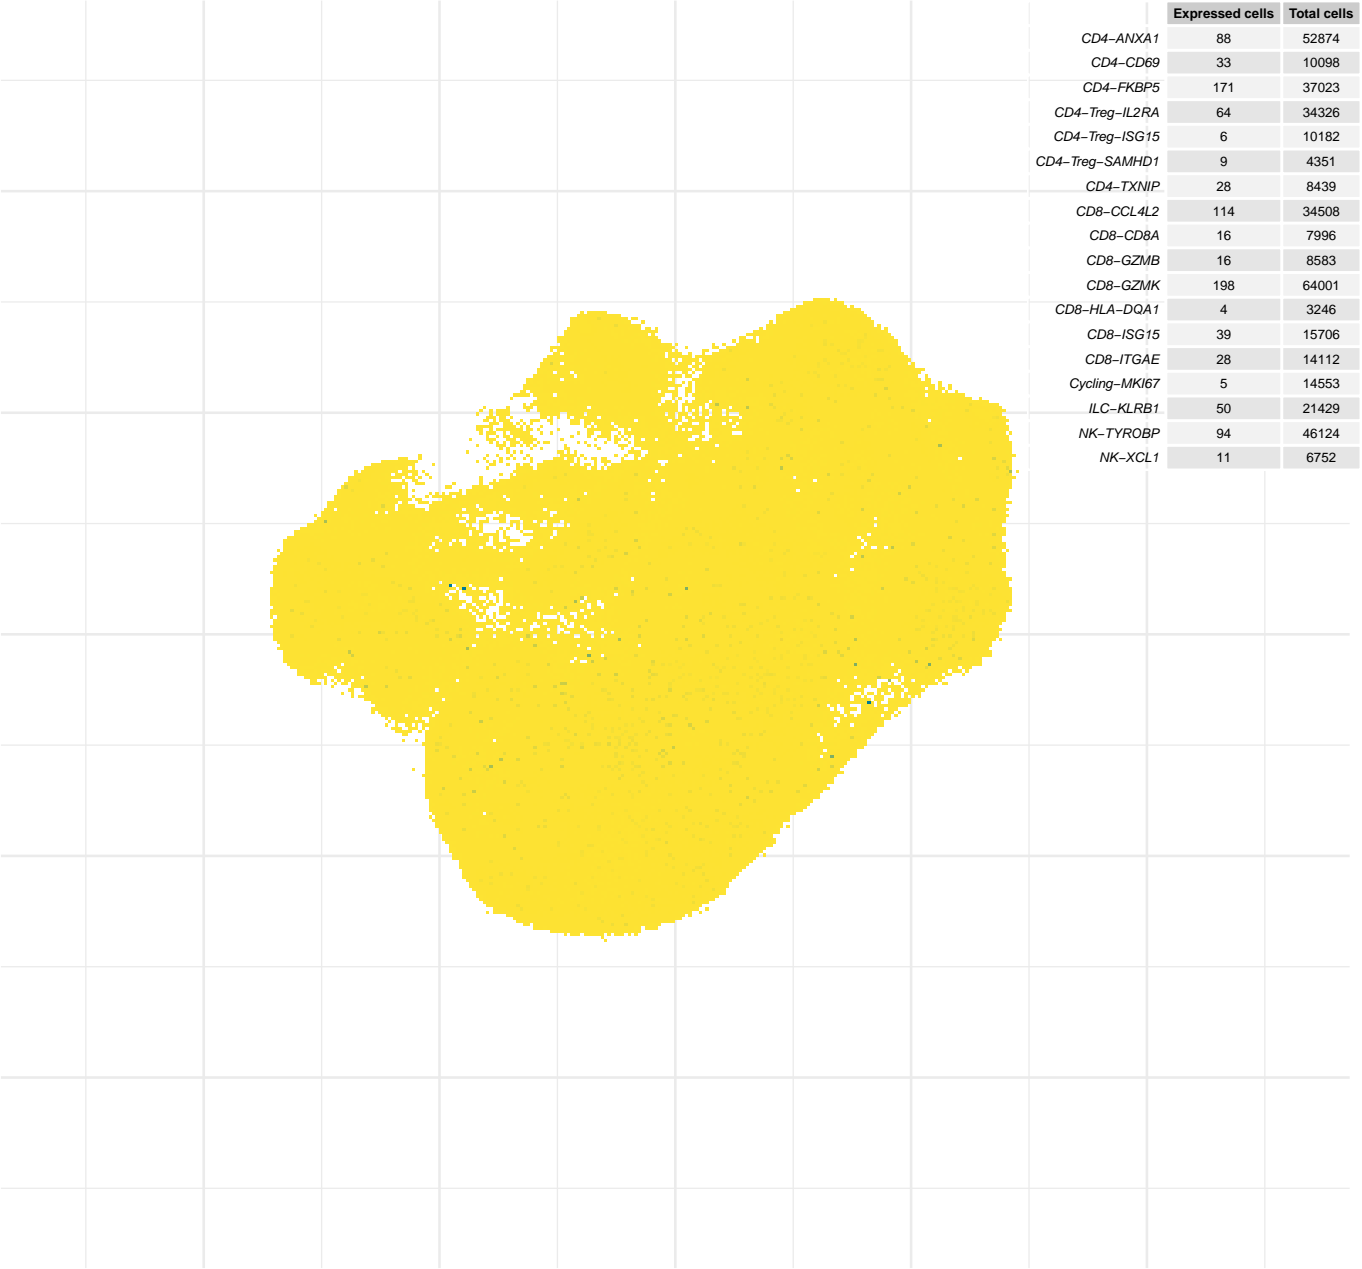 Expressed cells Total cells
CD4−ANXA1 88 52874
CD4−CD69 33 10098
CD4−FKBP5 171 37023
CD4−Treg−IL2RA 64 34326
CD4−Treg−ISG15 6 10182
CD4−Treg−SAMHD1 9 4351
CD4−TXNIP 28 8439
CD8−CCL4L2 114 34508
CD8−CD8A 16 7996
CD8−GZMB 16 8583
CD8−GZMK 198 64001
CD8−HLA−DQA1 4 3246
CD8−ISG15 39 15706
CD8−ITGAE 28 14112
Cycling−MKI67 5 14553
ILC−KLRB1 50 21429
NK−TYROBP 94 46124
NK−XCL1 11 6752